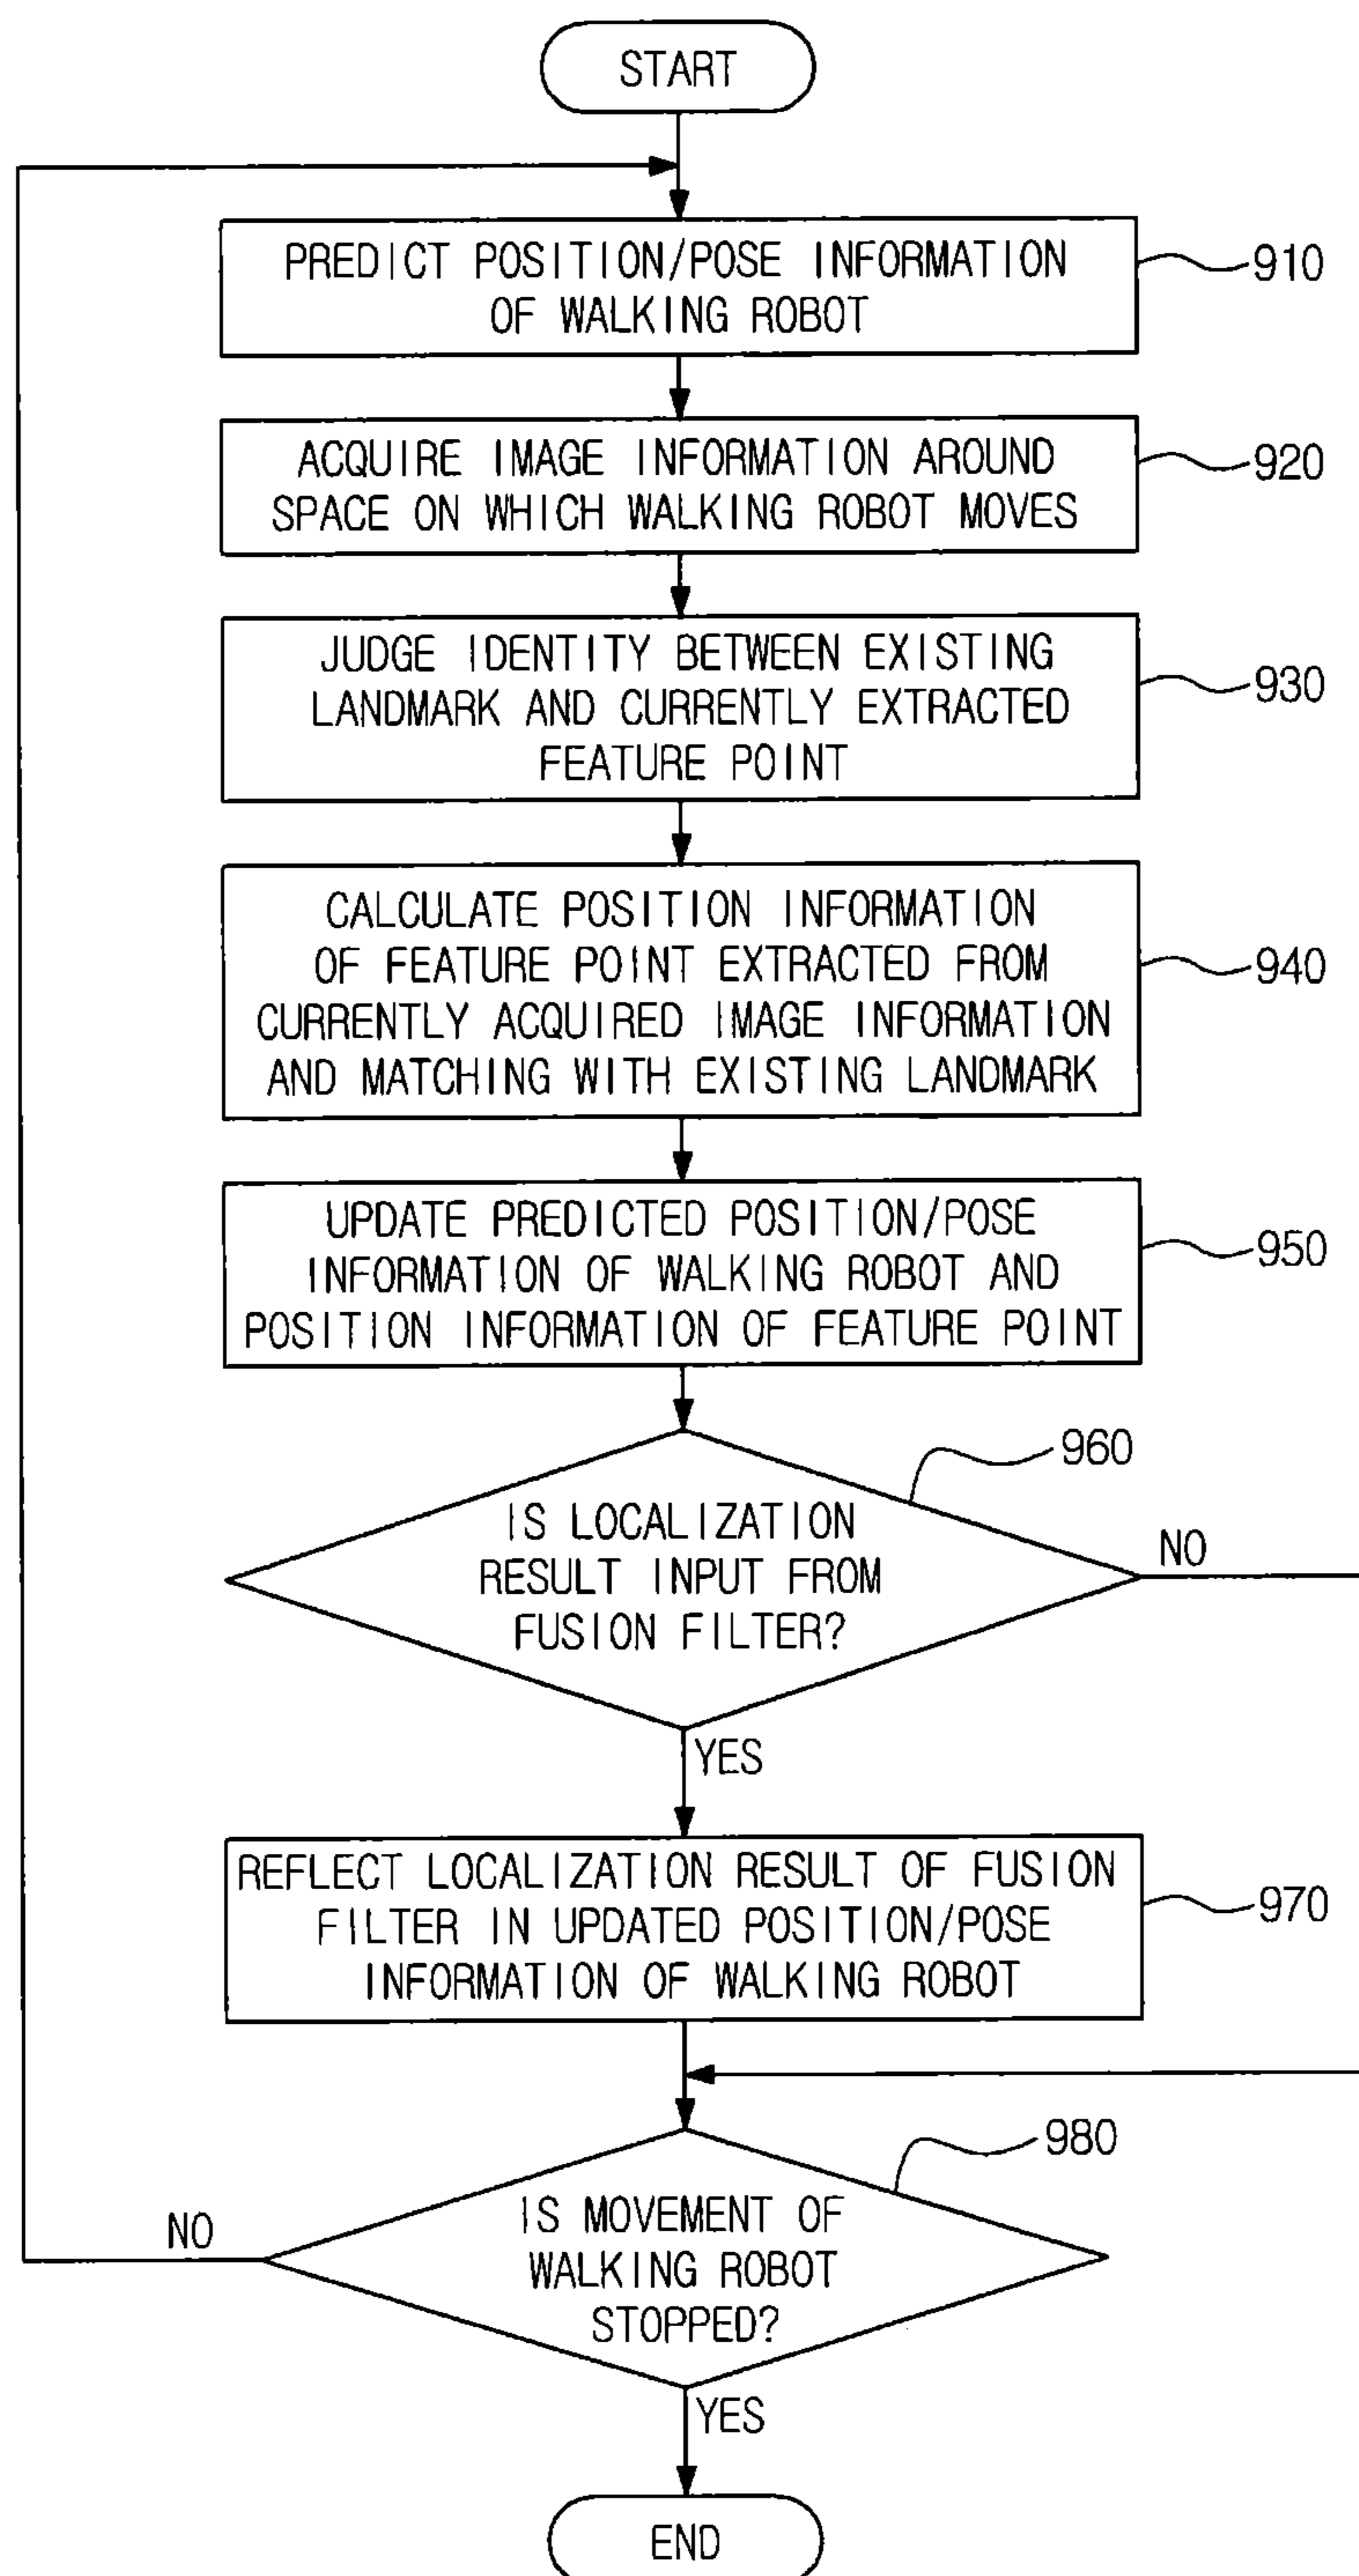 START
PREDICT POSITION/POSE INFORMATION
OF WALKING ROBOT
910
ACQUIRE IMAGE INFORMATION AROUND
SPACE ON WHICH WALKING ROBOT MOVES
920
JUDGE IDENTITY BETWEEN EXISTING
LANDMARK AND CURRENTLY EXTRACTED
FEATURE POINT
930
CALCULATE POSITION INFORMATION
OF FEATURE POINT EXTRACTED FROM
CURRENTLY ACQUIRED IMAGE INFORMATION
AND MATCHING WITH EXISTING LANDMARK
940
UPDATE PREDICTED POSITION/POSE
INFORMATION OF WALKING ROBOT AND
POSITION INFORMATION OF FEATURE POINT
950
960
IS LOCALIZATION
RESULT INPUT FROM
FUSION FILTER?
NO
YES
REFLECT LOCALIZATION RESULT OF FUSION
FILTER IN UPDATED POSITION/POSE
INFORMATION OF WALKING ROBOT
970
980
IS MOVEMENT OF
WALKING ROBOT
STOPPED?
NO
YES
END